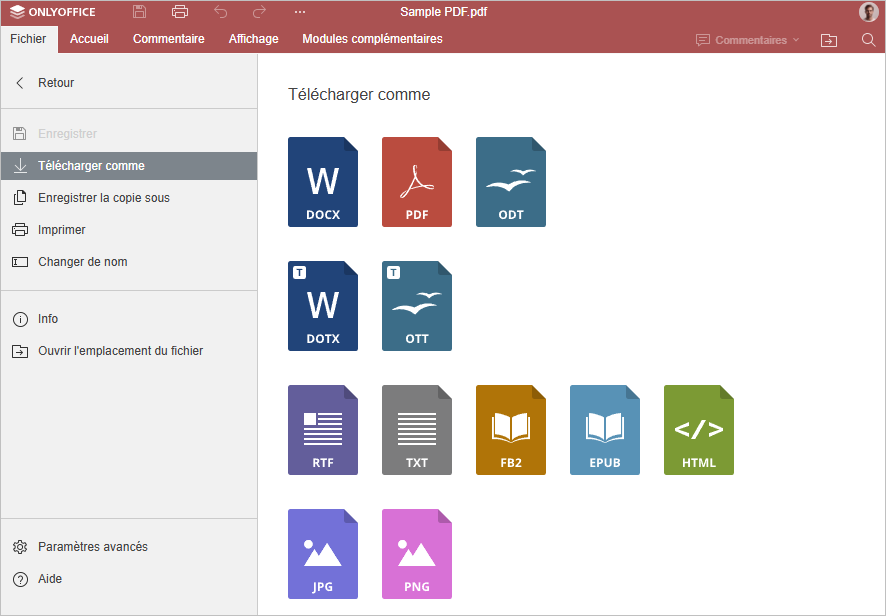 ONLYOFFICE
Sample PDF.pdf
Fichier Accueil Commentaire Affichage Modules complémentaires Commentaires
Retour
Enregistrer
Télécharger comme
Enregistrer la copie sous
Imprimer
Changer de nom
Info
Ouvrir l'emplacement du fichier
Paramètres avancés
Aide
Télécharger comme
W W
DOCX PDF ODT
T T
W
DOTX OTT
RTF TXT FB2 EPUB HTML
JPG PNG